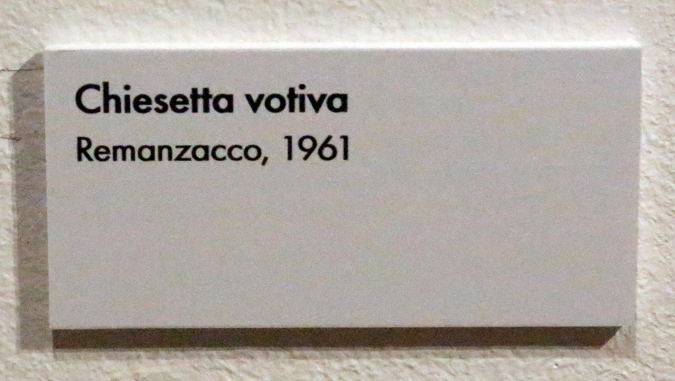 Chiesetta votiva
Remanzacco, 1961